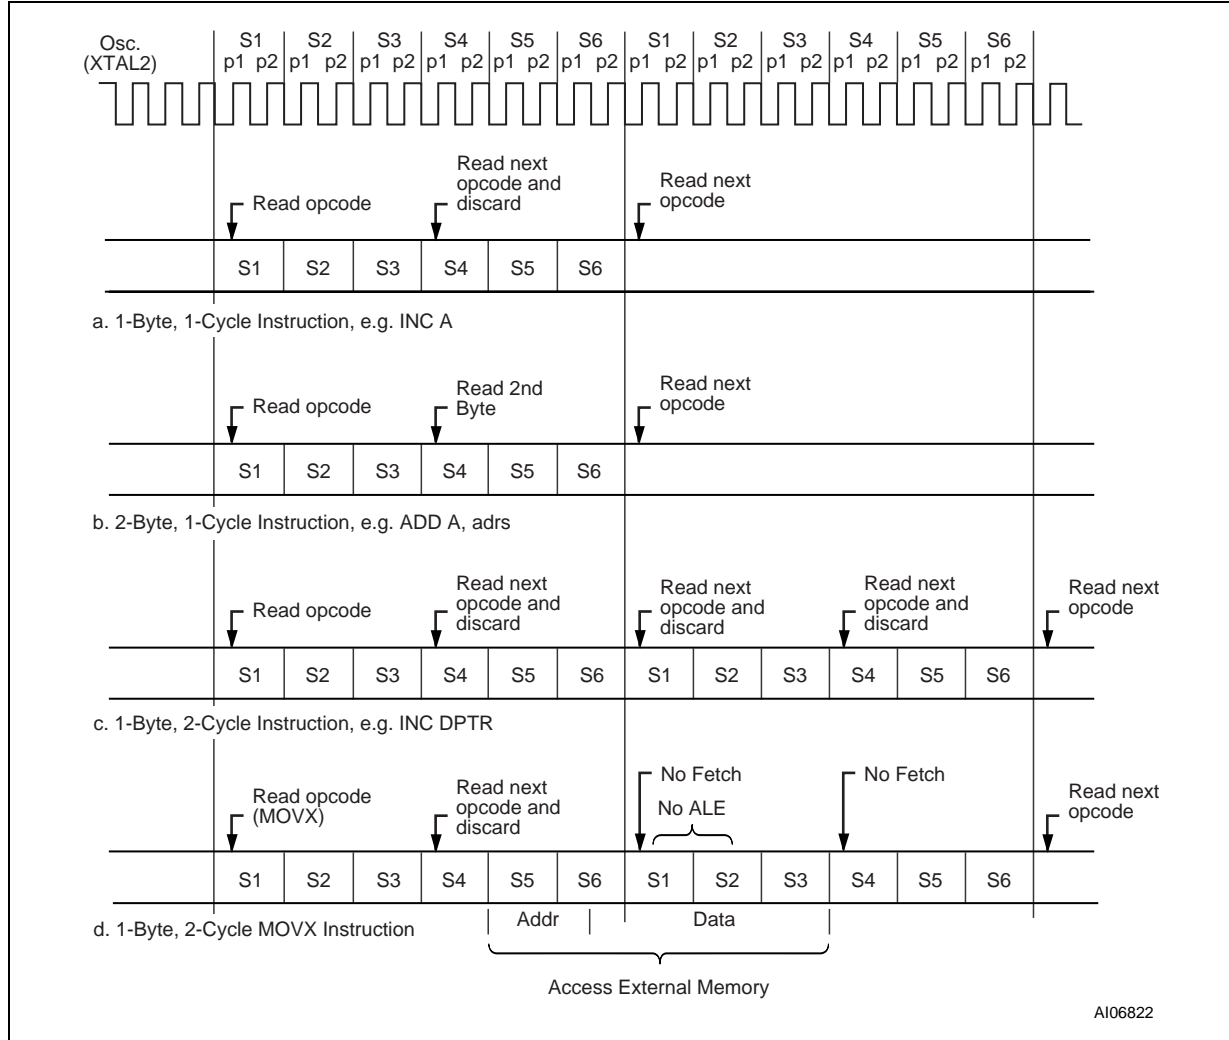 Osc.
(XTAL2)
S1 S2 S3 S4 S5 S6 S1 S2 S3 S4 S5 S6
p1 p2 p1 p2 p1 p2 p1 p2 p1 p2 p1 p2 p1 p2 p1 p2 p1 p2 p1 p2 p1 p2 p1 p2
Read opcode
Read next
opcode and
discard
Read next
opcode
S1 S2 S3 S4 S5 S6
a. 1-Byte, 1-Cycle Instruction, e.g. INC A
Read opcode
Read 2nd
Byte
Read next
opcode
S1 S2 S3 S4 S5 S6
b. 2-Byte, 1-Cycle Instruction, e.g. ADD A, adrs
Read opcode
Read next
opcode and
discard
Read next
opcode and
discard
Read next
opcode and
discard
Read next
opcode
S1 S2 S3 S4 S5 S6 S1 S2 S3 S4 S5 S6
c. 1-Byte, 2-Cycle Instruction, e.g. INC DPTR
Read opcode
(MOVX)
Read next
opcode and
discard
No Fetch
No ALE
No Fetch
Read next
opcode
S1 S2 S3 S4 S5 S6 S1 S2 S3 S4 S5 S6
d. 1-Byte, 2-Cycle MOVX Instruction
Addr
Data
Access External Memory
AI06822